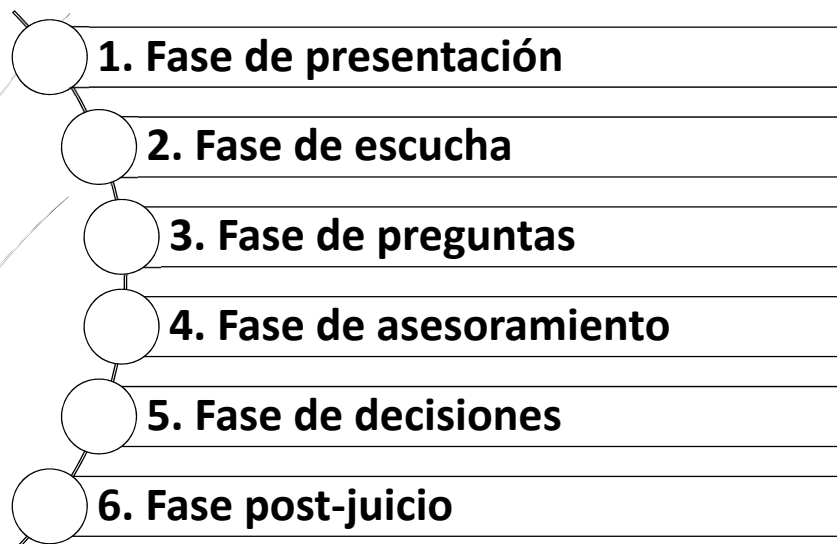 1. Fase de presentación
2. Fase de escucha
3. Fase de preguntas
4. Fase de asesoramiento
5. Fase de decisiones
6. Fase post-juicio